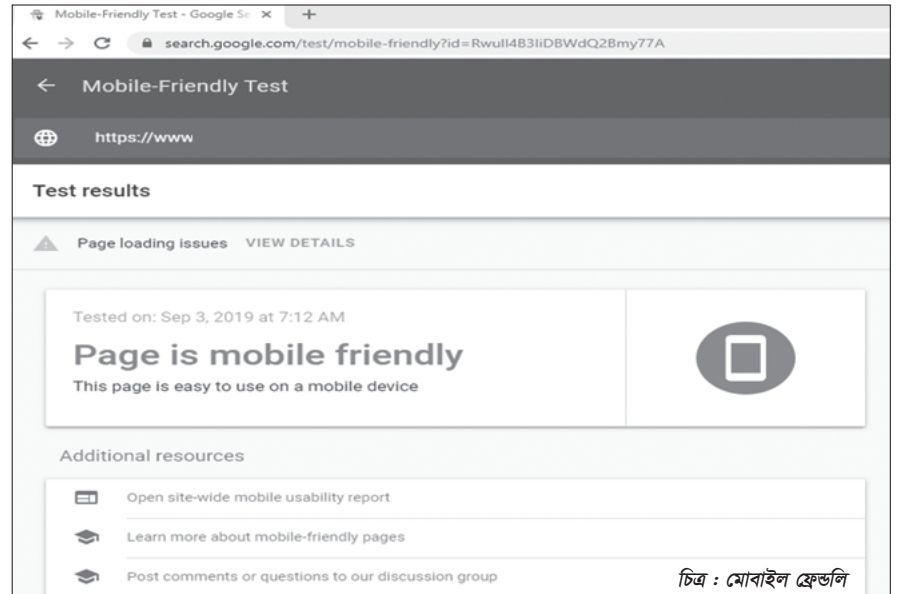 Mobile-Friendly Test - Google Se
search.google.com/test/mobile-friendly?id=RwuIl4B3IiDBWdQ2Bmy77A
Mobile-Friendly Test
https://www
Test results
Page loading issues VIEW DETAILS
Tested on: Sep 3, 2019 at 7:12 AM
Page is mobile friendly
This page is easy to use on a mobile device
Additional resources
Open site-wide mobile usability report
Learn more about mobile-friendly pages
Post comments or questions to our discussion group
চিত্র : মোবাইল ফ্রেন্ডলি